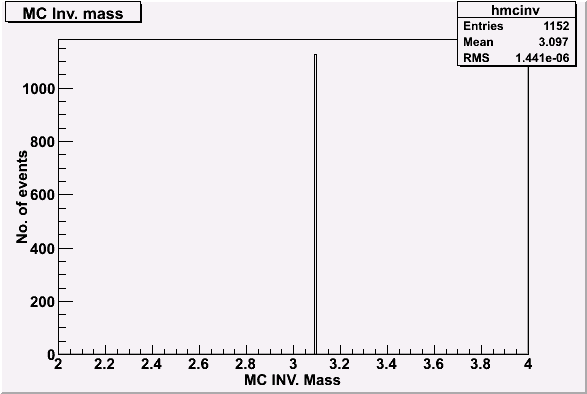 MC Inv. mass
hmcinv
Entries 1152
Mean 3.097
RMS 1.441e-06
No. of events
1000
800
600
400
200
0
2 2.2 2.4 2.6 2.8 3 3.2 3.4 3.6 3.8 4
MC INV. Mass